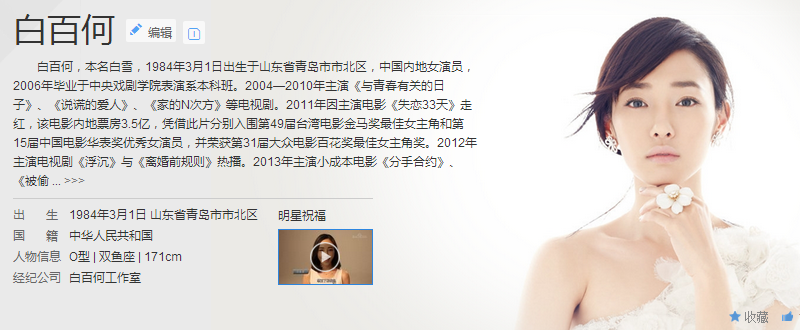 白百何 编辑
白百何，本名白雪，1984年3月1日出生于山东省青岛市市北区，中国内地女演员，
2006年毕业于中央戏剧学院表演系本科班。2004—2010年主演《与青春有关的日
子》、《说谎的爱人》、《家的N次方》等电视剧。2011年因主演电影《失恋33天》走
红，该电影内地票房3.5亿，凭借此片分别入围第49届台湾电影金马奖最佳女主角和第
15届中国电影华表奖优秀女演员，并荣获第31届大众电影百花奖最佳女主角奖。2012年
主演电视剧《浮沉》与《离婚前规则》热播。2013年主演小成本电影《分手合约》、
《被偷 ... >>>
出 生 1984年3月1日 山东省青岛市市北区 明星祝福
国 籍 中华人民共和国
人物信息 O型 | 双鱼座 | 171cm
经纪公司 白百何工作室
收藏